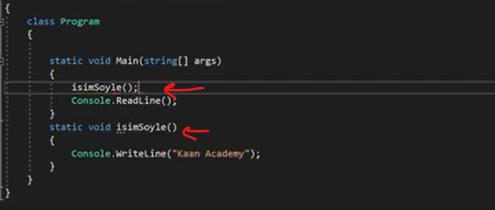 {
class Program
{
static void Main(string[] args)
{
isimSoyle();
Console.ReadLine();
}
static void isimSoyle()
{
Console.WriteLine("Kaan Academy");
}
}
}